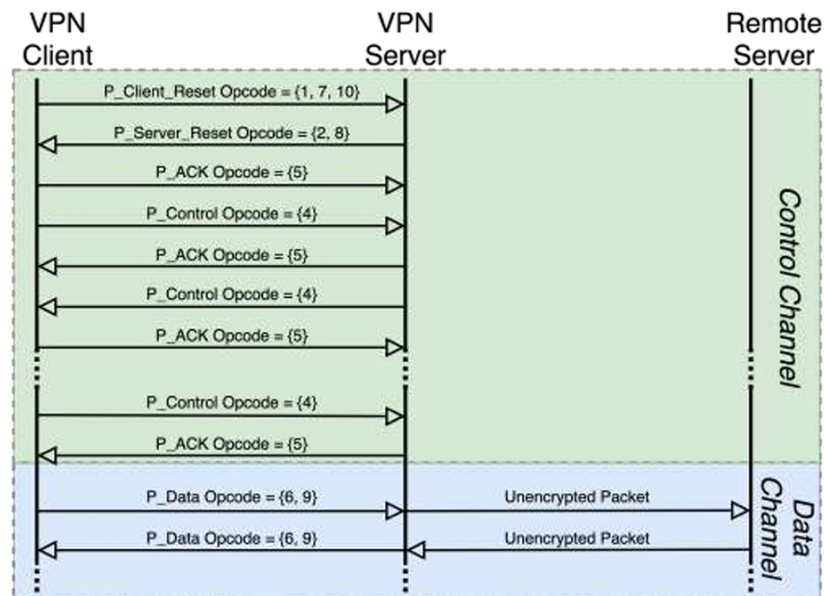 VPN Client
VPN Server
Remote Server
P_Client_Reset Opcode = {1, 7, 10}
P_Server_Reset Opcode = {2, 8}
P_ACK Opcode = {5}
P_Control Opcode = {4}
P_ACK Opcode = {5}
P_Control Opcode = {4}
P_ACK Opcode = {5}
Control Channel
P_Control Opcode = {4}
P_ACK Opcode = {5}
P_Data Opcode = {6, 9}
Unencrypted Packet
P_Data Opcode = {6, 9}
Unencrypted Packet
Data Channel